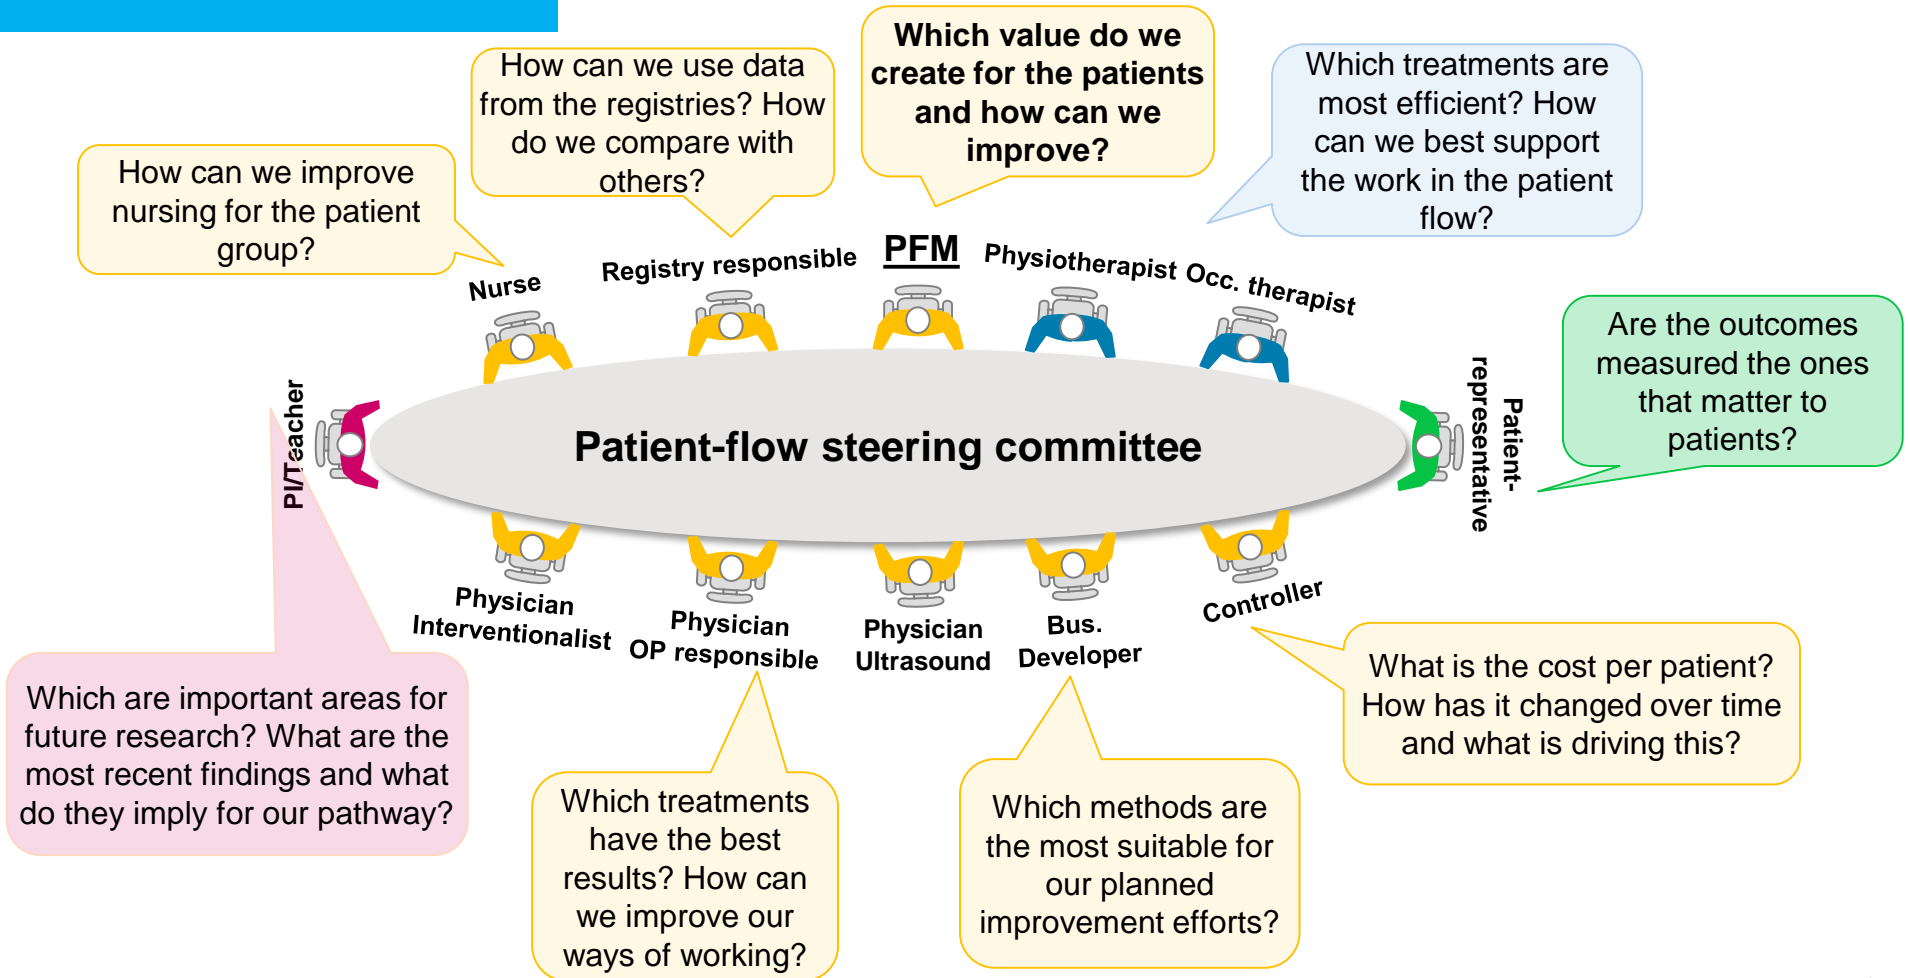 Which value do we
create for the patients
and how can we
improve?
How can we use data
from the registries? How
do we compare with
others?
Which treatments are
most efficient? How
can we best support
the work in the patient
flow?
How can we improve
nursing for the patient
group?
Nurse
Registry responsible
PFM
Physiotherapist
Occ. therapist
Are the outcomes
measured the ones
that matter to
patients?
PI/Teacher
Patient-flow steering committee
Patient-
representative
Physician
Interventionalist
Physician
OP responsible
Physician
Ultrasound
Bus.
Developer
Controller
Which are important areas for
future research? What are the
most recent findings and what
do they imply for our pathway?
Which treatments
have the best
results? How can
we improve our
ways of working?
Which methods are
the most suitable for
our planned
improvement efforts?
What is the cost per patient?
How has it changed over time
and what is driving this?